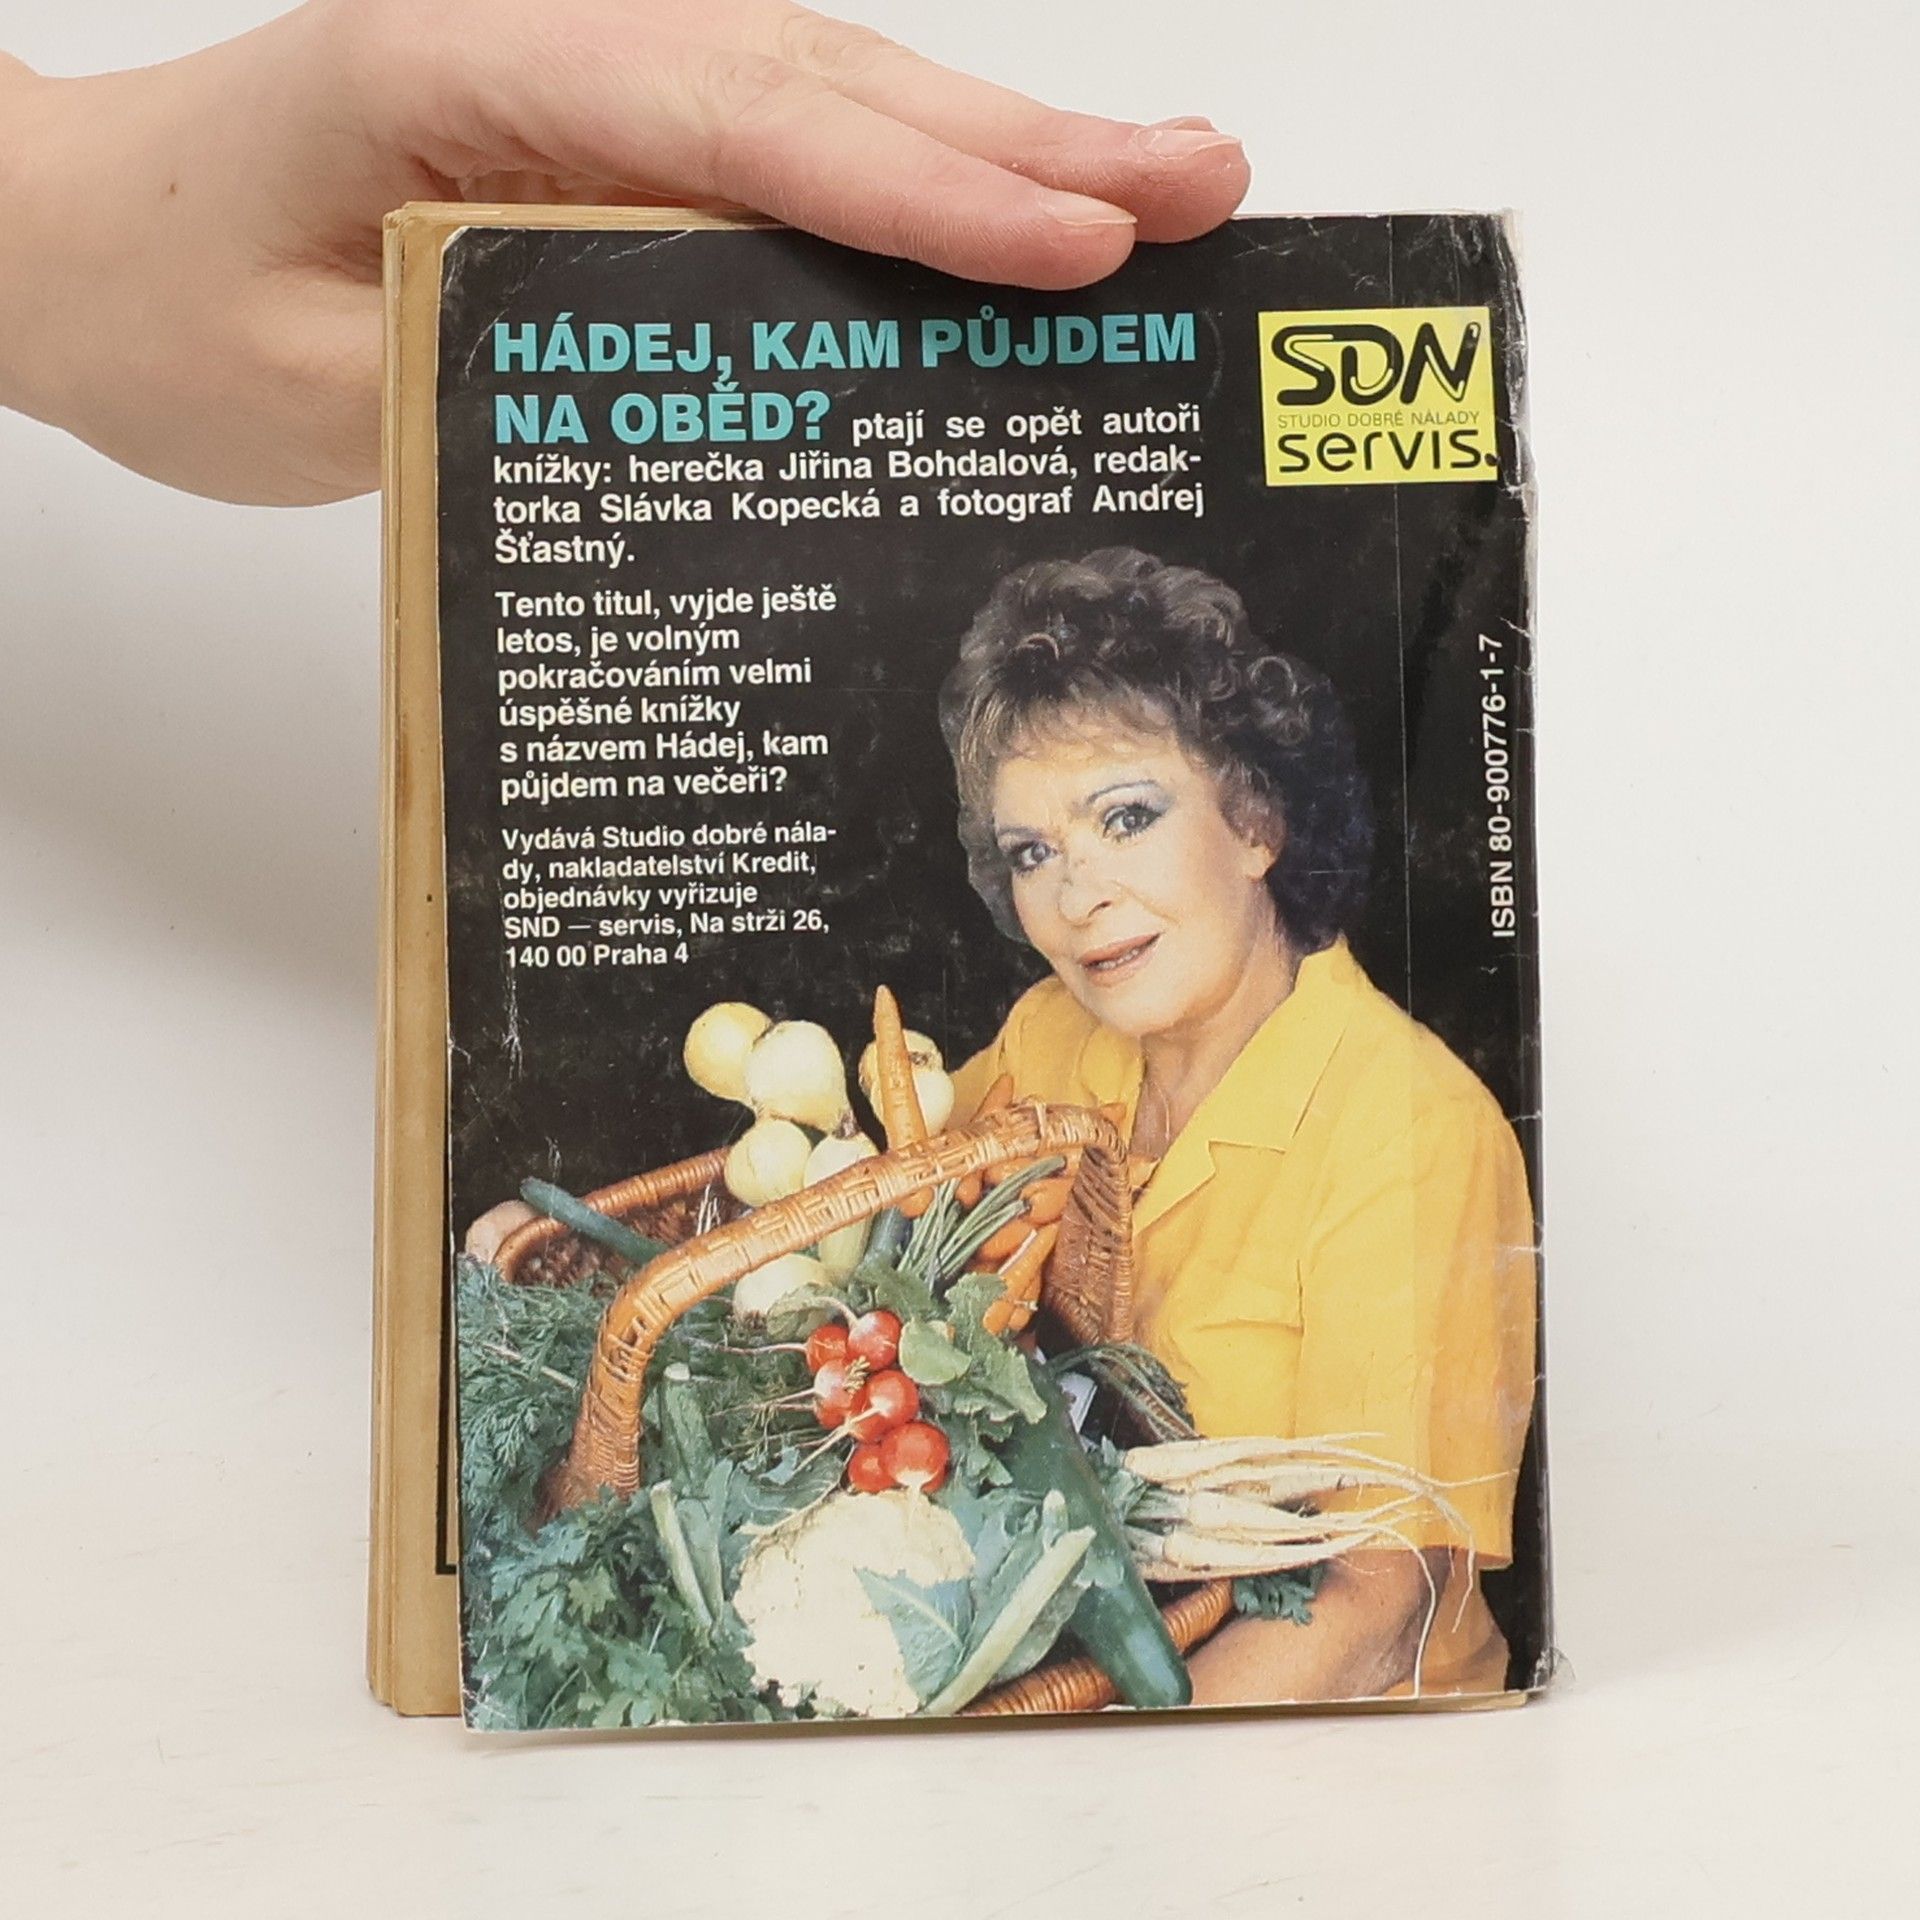 HÁDEJ, KAM PŮJDEM
NA OBĚD? ptají se opět autoři
knížky: herečka Jiřina Bohdalová, redak-
torka Slávka Kopecká a fotograf Andrej
Šťastný.
Tento titul, vyjde ještě
letos, je volným
pokračováním velmi
úspěšné knížky
s názvem Hádej, kam
půjdem na večeři?
Vydává Studio dobré nála-
dy, nakladatelství Kredit,
objednávky vyřizuje
SND — servis, Na strži 26,
140 00 Praha 4
SDN
STUDIO DOBRÉ NÁLADY
servis.
ISBN 80-900776-1-7